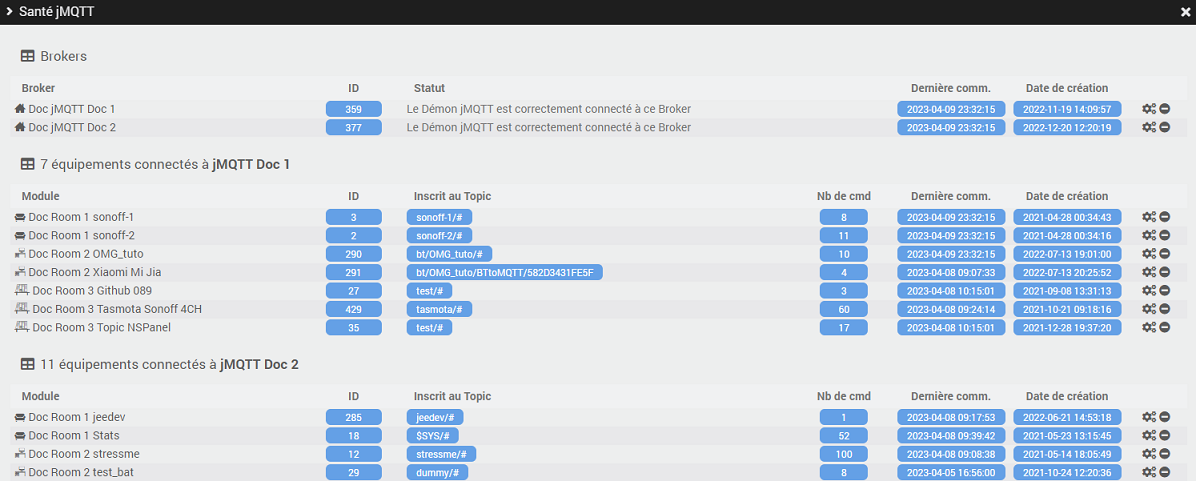 Santé jMQTT
Brokers
Broker ID Statut Dernière comm. Date de création
Doc jMQTT Doc 1 359 Le Démon jMQTT est correctement connecté à ce Broker 2023-04-09 23:32:15 2022-11-19 14:09:57
Doc jMQTT Doc 2 377 Le Démon jMQTT est correctement connecté à ce Broker 2023-04-09 23:32:15 2022-12-20 12:20:19
7 équipements connectés à jMQTT Doc 1
Module ID Inscrit au Topic Nb de cmd Dernière comm. Date de création
Doc Room 1 sonoff-1 3 sonoff-1/# 8 2023-04-09 23:32:15 2021-04-28 00:34:43
Doc Room 1 sonoff-2 2 sonoff-2/# 11 2023-04-09 23:32:15 2021-04-28 00:34:16
Doc Room 2 OMG_tuto 290 bt/OMG_tuto/# 10 2023-04-09 23:32:15 2022-07-13 19:01:00
Doc Room 2 Xiaomi Mi Jia 291 bt/OMG_tuto/BTtoMQTT/582D3431FE5F 4 2023-04-08 09:07:33 2022-07-13 20:25:52
Doc Room 3 Github 089 27 test/# 3 2023-04-08 10:15:01 2021-09-08 13:31:13
Doc Room 3 Tasmota Sonoff 4CH 429 tasmota/# 60 2023-04-08 09:24:14 2021-10-21 09:18:16
Doc Room 3 Topic NSPanel 35 test/# 17 2023-04-08 10:15:01 2021-12-28 19:37:20
11 équipements connectés à jMQTT Doc 2
Module ID Inscrit au Topic Nb de cmd Dernière comm. Date de création
Doc Room 1 jeedev 285 jeedev/# 1 2023-04-08 09:17:53 2022-06-21 14:53:18
Doc Room 1 Stats 18 $SYS/# 52 2023-04-08 09:39:42 2021-05-23 13:15:45
Doc Room 2 stressme 12 stressme/# 100 2023-04-08 09:08:38 2021-05-14 18:05:49
Doc Room 2 test_bat 29 dummy/# 8 2023-04-05 16:56:00 2021-10-24 12:20:36